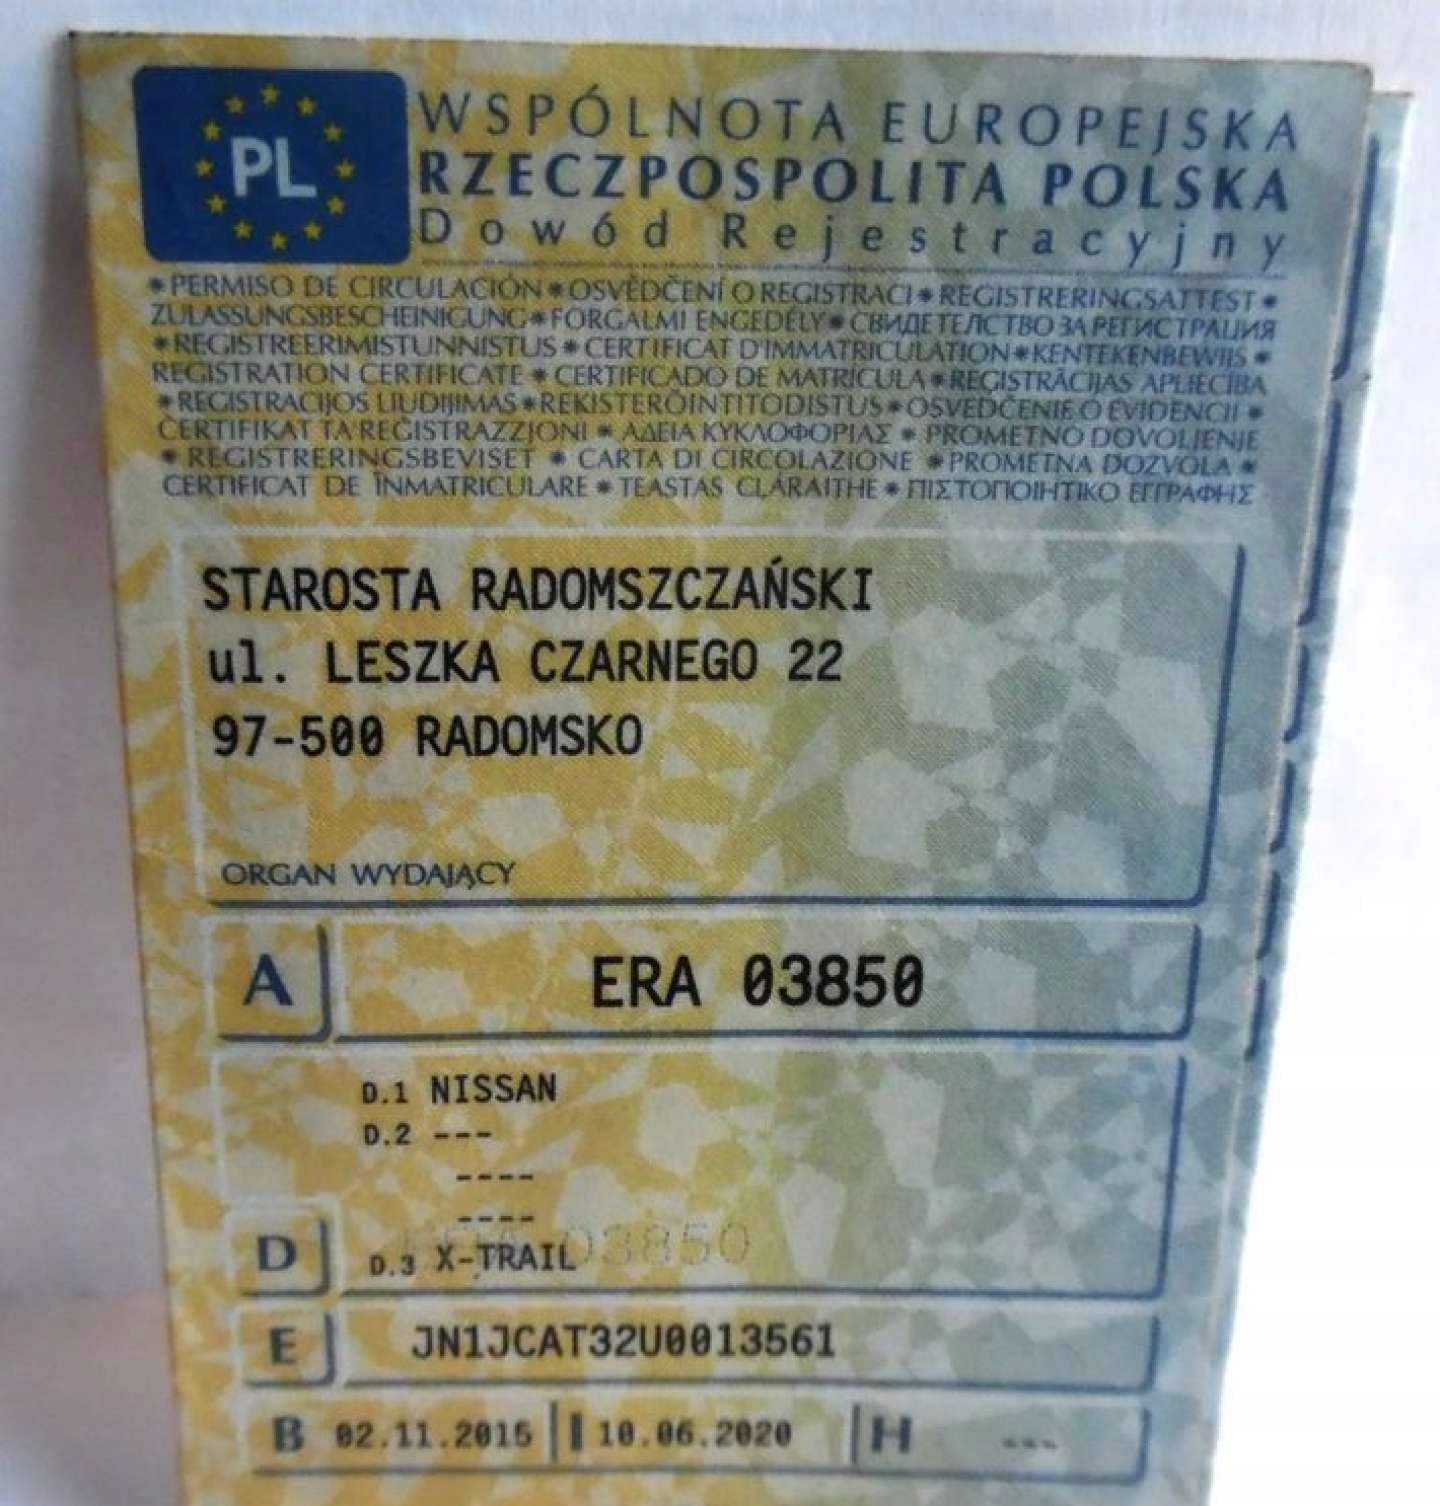 PL
WSPÓLNOTA EUROPEJSKA
RZECZPOSPOLITA POLSKA
Dowód Rejestracyjny
* PERMISO DE CIRCULACIÓN * OSVĚDČENÍ O REGISTRACI * REGISTRERINGSATTEST *
ZULASSUNGSBESCHEINIGUNG * FORGALMI ENGEDÉLY * СВИДЕТЕЛСТВО ЗА РЕГИСТРАЦИЯ
* REGISTREERIMISTUNNISTUS * CERTIFICAT D'IMMATRICULATION * KENTEKENBEWIJS *
REGISTRATION CERTIFICATE * CERTIFICADO DE MATRÍCULA * REĢISTRĀCIJAS APLIECĪBA
* REGISTRACIJOS LIUDIJIMAS * REKISTERÖINTITODISTUS * OSVEDČENIE O EVIDENCII *
ĊERTIFIKAT TA' REĠISTRAZZJONI * ΑΔΕΙΑ ΚΥΚΛΟΦΟΡΙΑΣ * PROMETNO DOVOLJENJE
* REGISTRERINGSBEVISET * CARTA DI CIRCOLAZIONE * PROMETNA DOZVOLA *
CERTIFICAT DE ÎNMATRICULARE * TEASTAS CLÁRAITHE * ΠΙΣΤΟΠΟΙΗΤΙΚΟ ΕΓΓΡΑΦΗΣ
STAROSTA RADOMSZCZAŃSKI
ul. LESZKA CZARNEGO 22
97-500 RADOMSKO
ORGAN WYDAJĄCY
A ERA 03850
D.1 NISSAN
D.2 ---
----
----
ERA 03850
D D.3 X-TRAIL
E JN1JCAT32U0013561
B 02.11.2015 I 10.06.2020 H ---